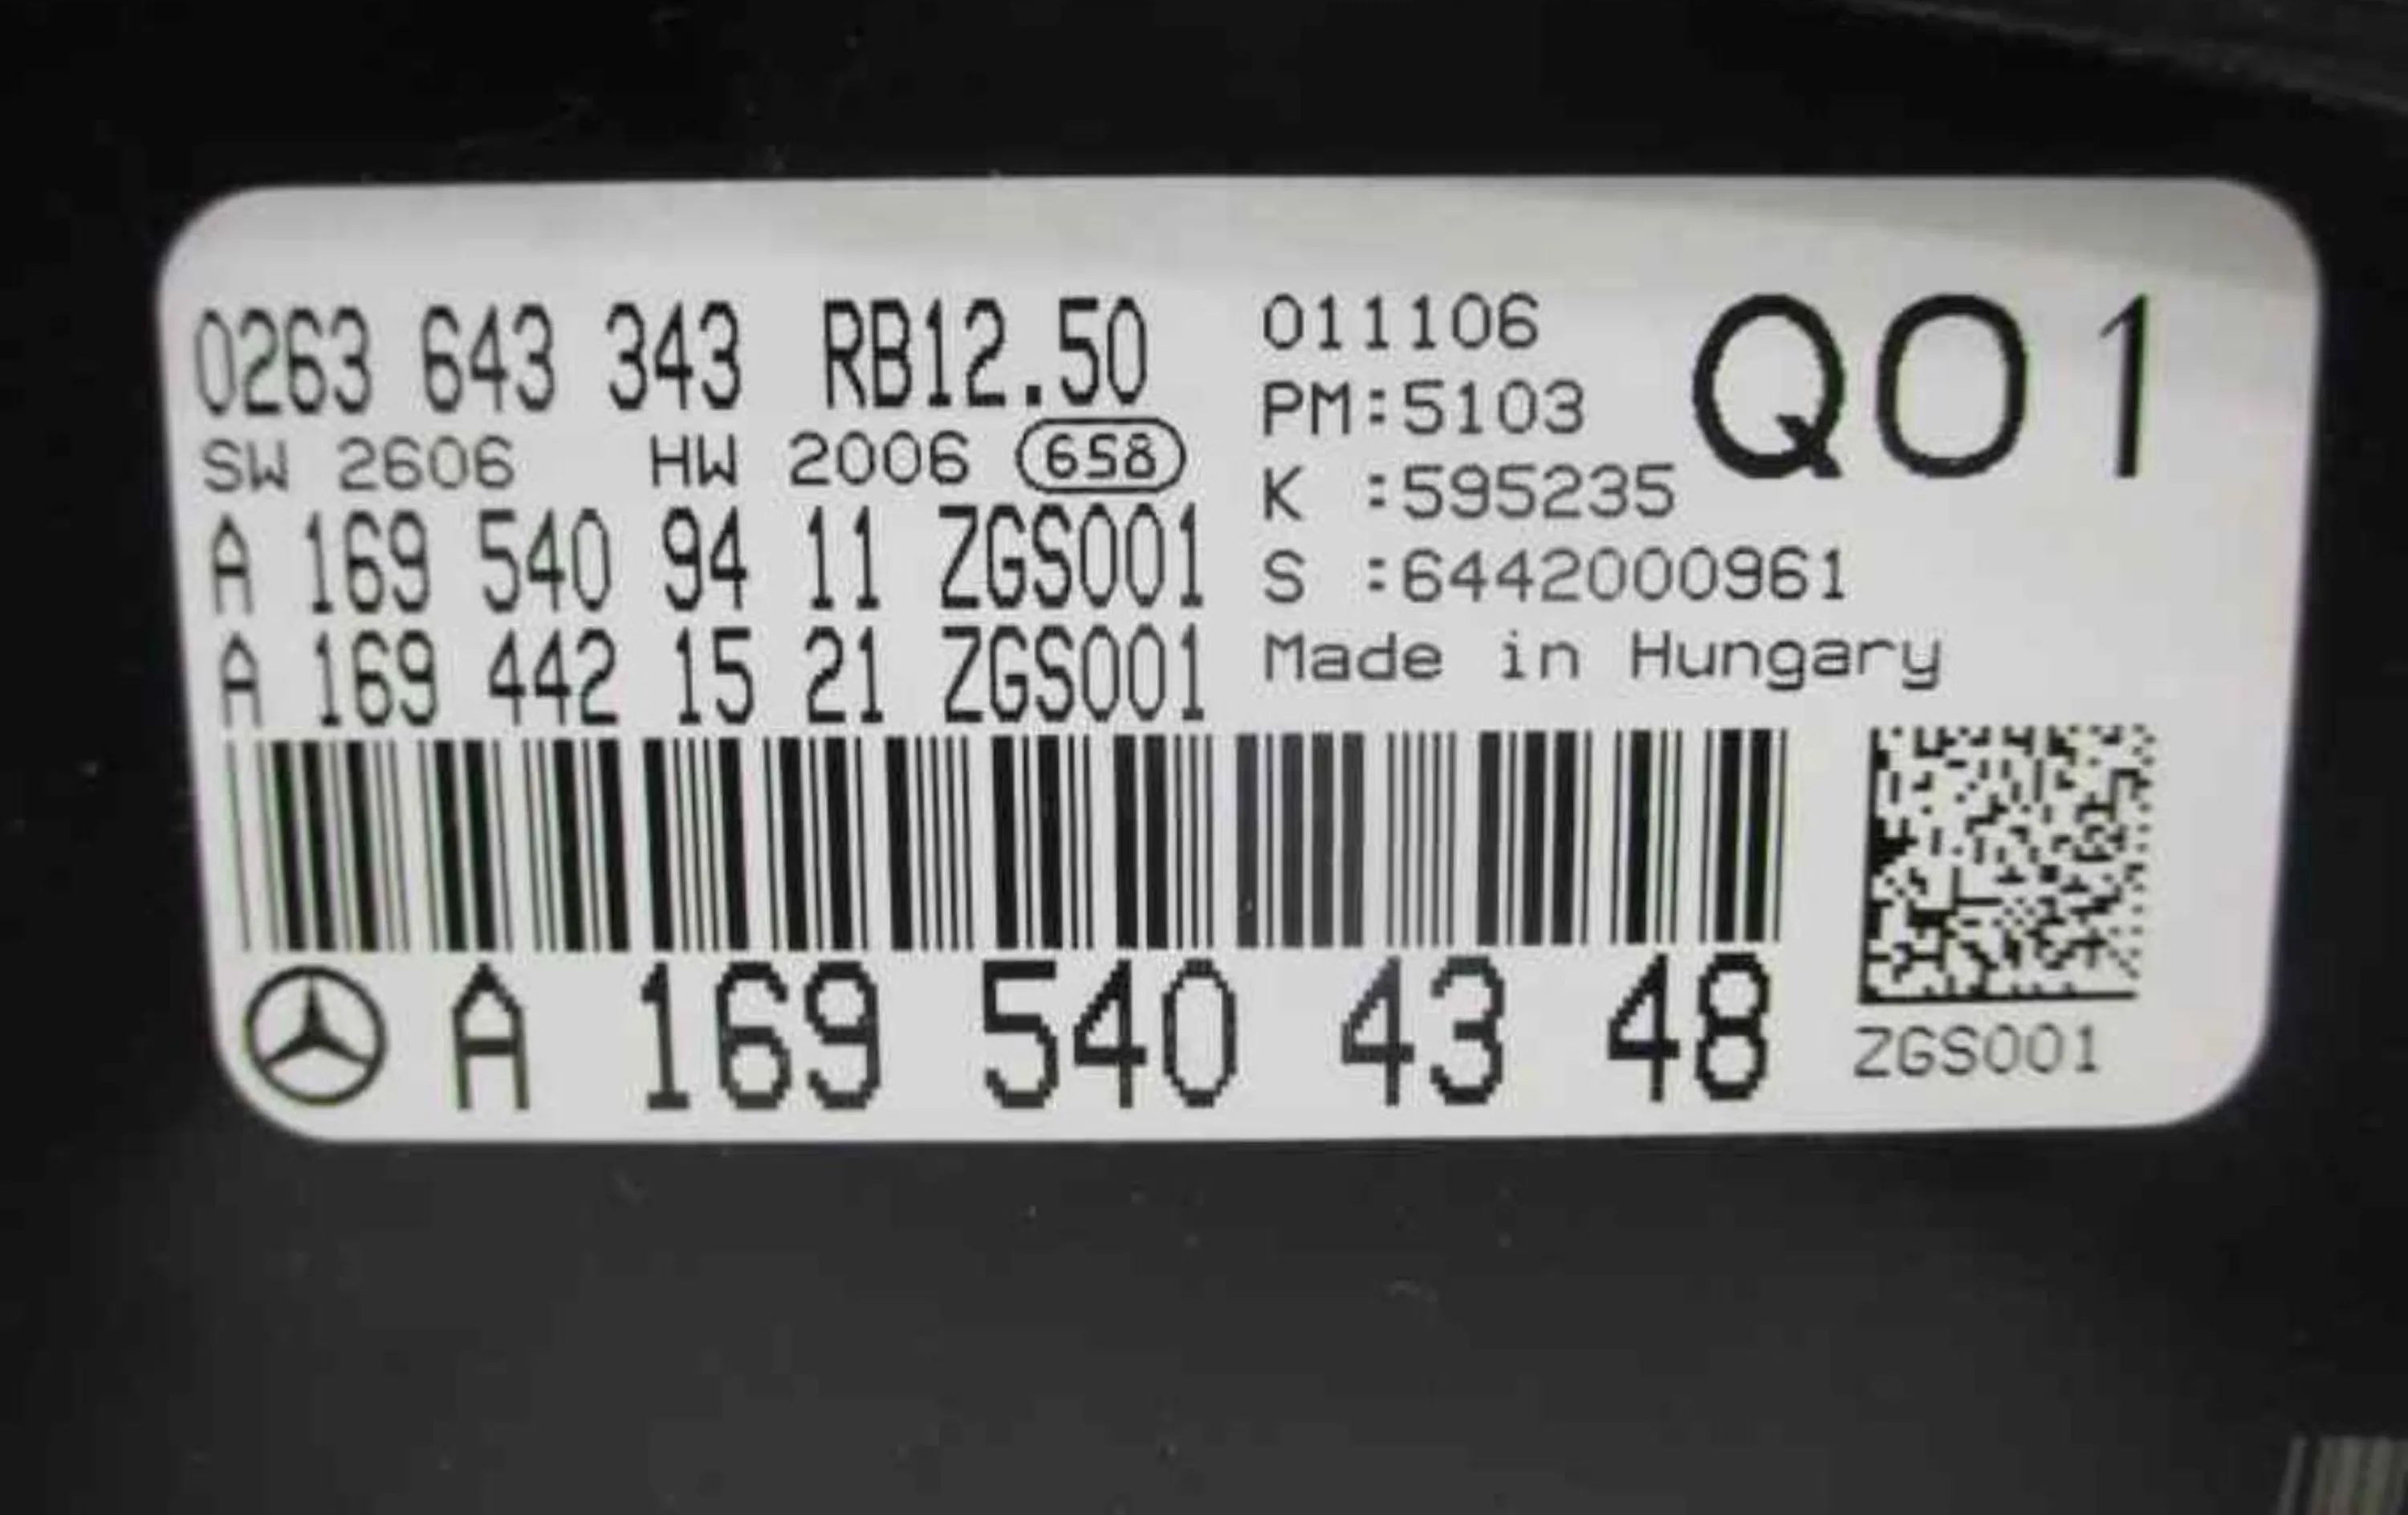 0263 643 343 RB12.50
SW 2606 HW 2006 658
A 169 540 94 11 ZGS001
A 169 442 15 21 ZGS001
011106
PM:5103
K :595235
S :6442000961
Made in Hungary
Q01
A 169 540 43 48
ZGS001